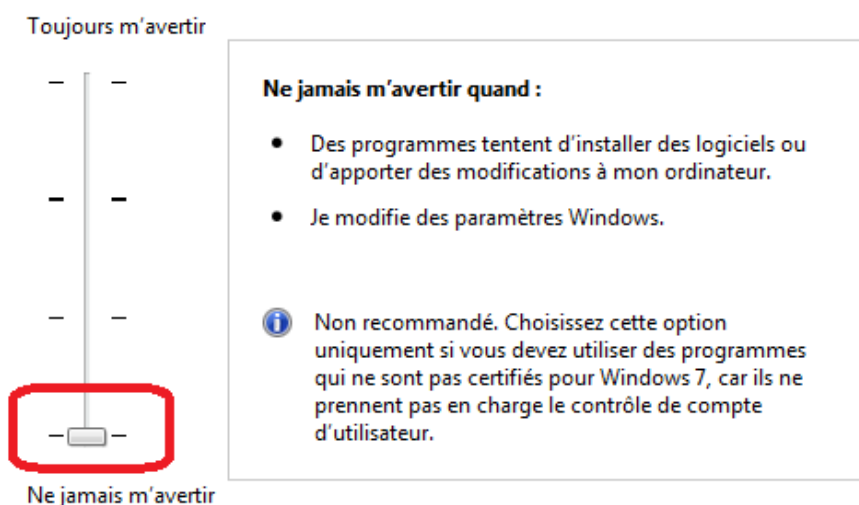 Toujours m'avertir
Ne jamais m'avertir quand :
• Des programmes tentent d'installer des logiciels ou
d'apporter des modifications à mon ordinateur.
• Je modifie des paramètres Windows.
Non recommandé. Choisissez cette option
uniquement si vous devez utiliser des programmes
qui ne sont pas certifiés pour Windows 7, car ils ne
prennent pas en charge le contrôle de compte
d'utilisateur.
Ne jamais m'avertir